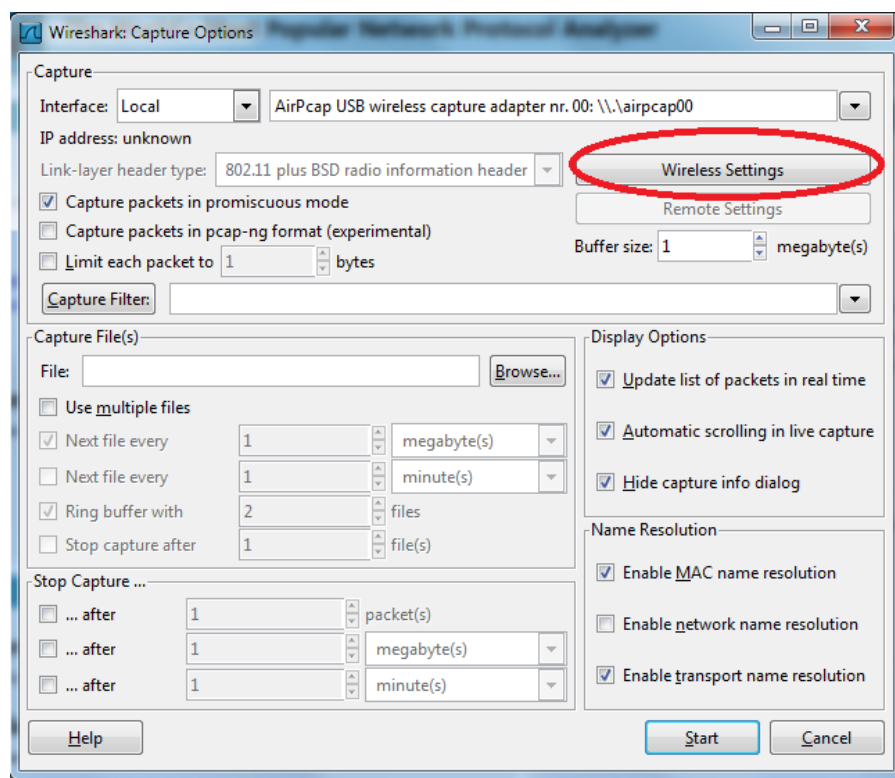 Wireshark: Capture Options
Popular Network Protocol Analyzer
Capture
Interface: Local AirPcap USB wireless capture adapter nr. 00: \\.\airpcap00
IP address: unknown
Link-layer header type: 802.11 plus BSD radio information header Wireless Settings
Capture packets in promiscuous mode Remote Settings
Capture packets in pcap-ng format (experimental)
Buffer size: 1 megabyte(s)
Limit each packet to 1 bytes
Capture Filter:
Capture File(s)
File: Browse...
Use multiple files
Next file every 1 megabyte(s)
Next file every 1 minute(s)
Ring buffer with 2 files
Stop capture after 1 file(s)
Stop Capture ...
... after 1 packet(s)
... after 1 megabyte(s)
... after 1 minute(s)
Display Options
Update list of packets in real time
Automatic scrolling in live capture
Hide capture info dialog
Name Resolution
Enable MAC name resolution
Enable network name resolution
Enable transport name resolution
Help Start Cancel